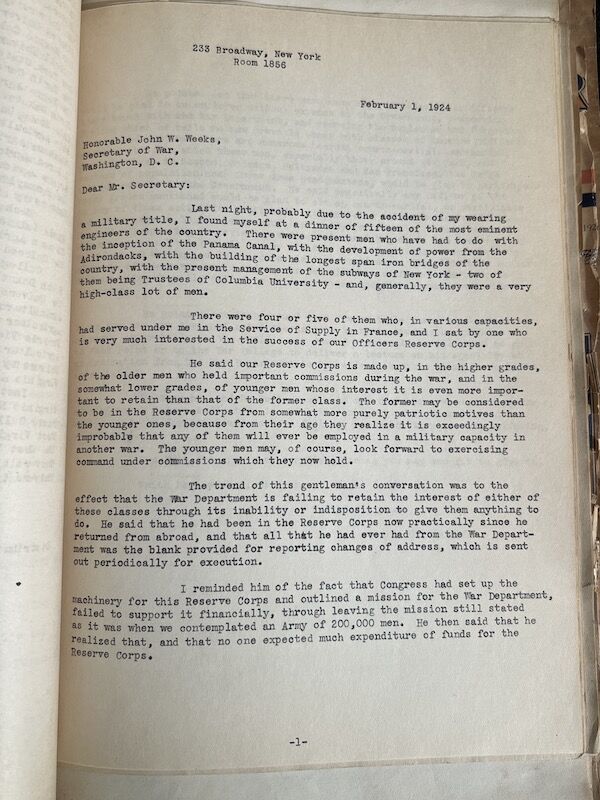 233 Broadway, New York
Room 1856
February 1, 1924
Honorable John W. Weeks,
Secretary of War,
Washington, D. C.
Dear Mr. Secretary:
Last night, probably due to the accident of my wearing
a military title, I found myself at a dinner of fifteen of the most eminent
engineers of the country. There were present men who have had to do with
the inception of the Panama Canal, with the development of power from the
Adirondacks, with the building of the longest span iron bridges of the
country, with the present management of the subways of New York - two of
them being Trustees of Columbia University - and, generally, they were a very
high-class lot of men.
There were four or five of them who, in various capacities,
had served under me in the Service of Supply in France, and I sat by one who
is very much interested in the success of our Officers Reserve Corps.
He said our Reserve Corps is made up, in the higher grades,
of the older men who held important commissions during the war, and in the
somewhat lower grades, of younger men whose interest it is even more impor-
tant to retain than that of the former class. The former may be considered
to be in the Reserve Corps from somewhat more purely patriotic motives than
the younger ones, because from their age they realize it is exceedingly
improbable that any of them will ever be employed in a military capacity in
another war. The younger men may, of course, look forward to exercising
command under commissions which they now hold.
The trend of this gentleman's conversation was to the
effect that the War Department is failing to retain the interest of either of
these classes through its inability or indisposition to give them anything to
do. He said that he had been in the Reserve Corps now practically since he
returned from abroad, and that all that he had ever had from the War Depart-
ment was the blank provided for reporting changes of address, which is sent
out periodically for execution.
I reminded him of the fact that Congress had set up the
machinery for this Reserve Corps and outlined a mission for the War Department,
failed to support it financially, through leaving the mission still stated
as it was when we contemplated an Army of 200,000 men. He then said that he
realized that, and that no one expected much expenditure of funds for the
Reserve Corps.
-1-